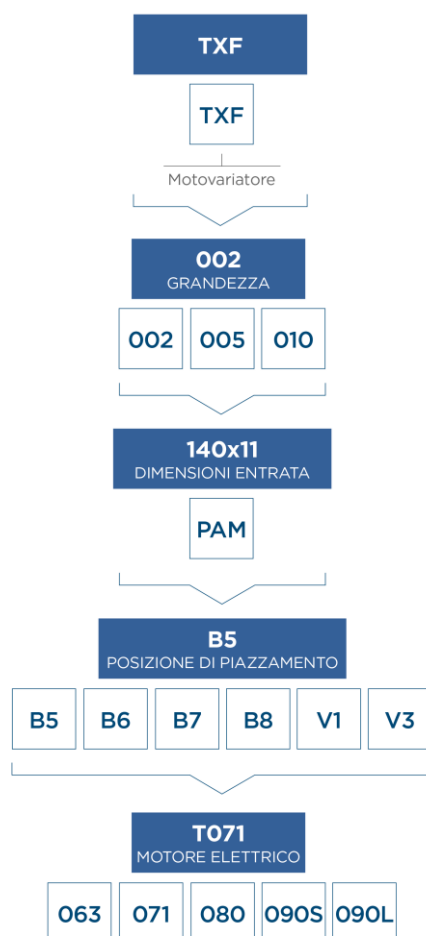 TXF
TXF
Motovariatore
002
GRANDEZZA
002 005 010
140x11
DIMENSIONI ENTRATA
PAM
B5
POSIZIONE DI PIAZZAMENTO
B5 B6 B7 B8 V1 V3
T071
MOTORE ELETTRICO
063 071 080 090S 090L